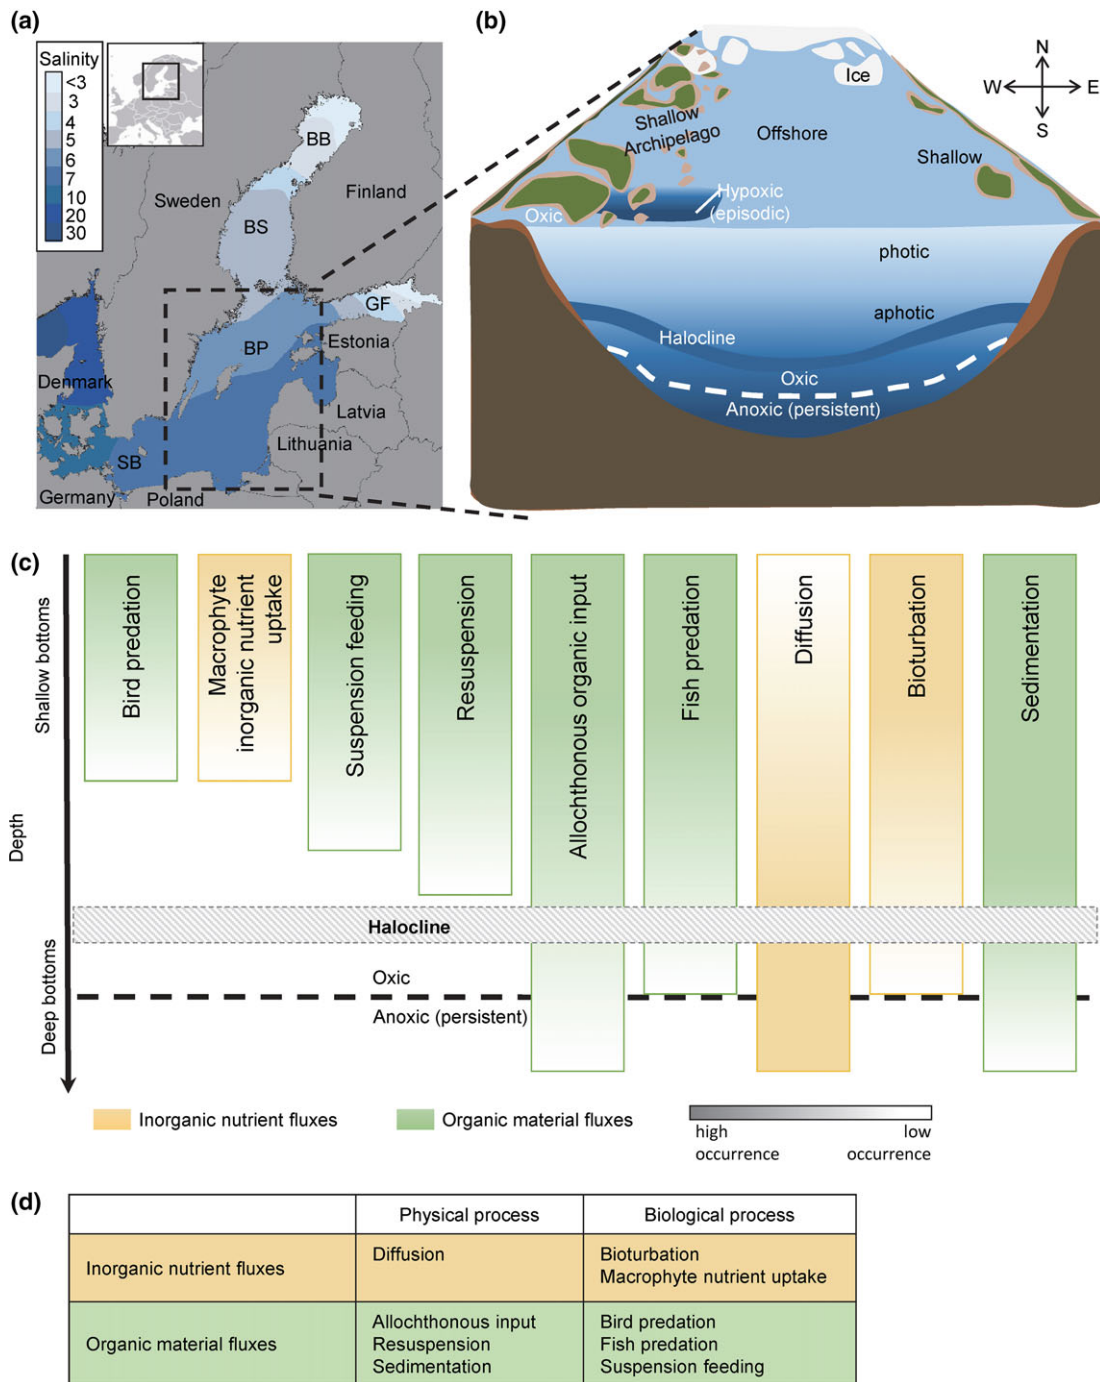 (a)
Salinity
<3
3
4
5
6
7
10
20
30
BB
Sweden
Finland
BS
GF
BP
Estonia
Denmark
Latvia
Lithuania
SB
Germany
Poland
(b)
N
W
E
S
Ice
Shallow
Archipelago
Offshore
Shallow
Hypoxic
(episodic)
Oxic
photic
aphotic
Halocline
Oxic
Anoxic (persistent)
(c)
Shallow bottoms
Depth
Deep bottoms
Bird predation
Macrophyte
inorganic nutrient
uptake
Suspension feeding
Resuspension
Allochthonous organic input
Fish predation
Diffusion
Bioturbation
Sedimentation
Halocline
Oxic
Anoxic (persistent)
Inorganic nutrient fluxes
Organic material fluxes
high
occurrence
low
occurrence
(d)
Physical process
Biological process
Inorganic nutrient fluxes
Diffusion
Bioturbation
Macrophyte nutrient uptake
Organic material fluxes
Allochthonous input
Resuspension
Sedimentation
Bird predation
Fish predation
Suspension feeding